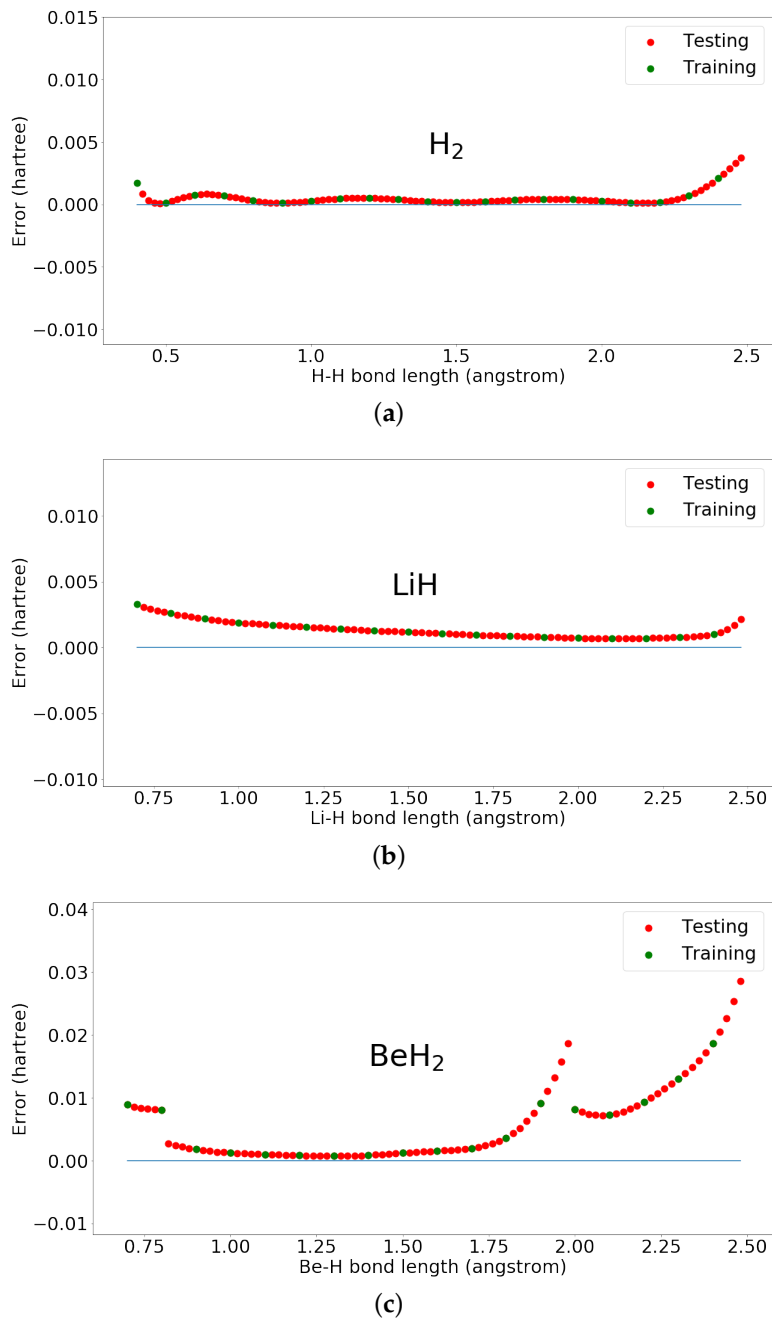 0.015
0.010
0.005
0.000
−0.005
−0.010
Error (hartree)
H2
Testing
Training
0.5 1.0 1.5 2.0 2.5
H-H bond length (angstrom)
(a)
0.010
0.005
0.000
−0.005
−0.010
Error (hartree)
LiH
Testing
Training
0.75 1.00 1.25 1.50 1.75 2.00 2.25 2.50
Li-H bond length (angstrom)
(b)
0.04
0.03
0.02
0.01
0.00
−0.01
Error (hartree)
BeH2
Testing
Training
0.75 1.00 1.25 1.50 1.75 2.00 2.25 2.50
Be-H bond length (angstrom)
(c)